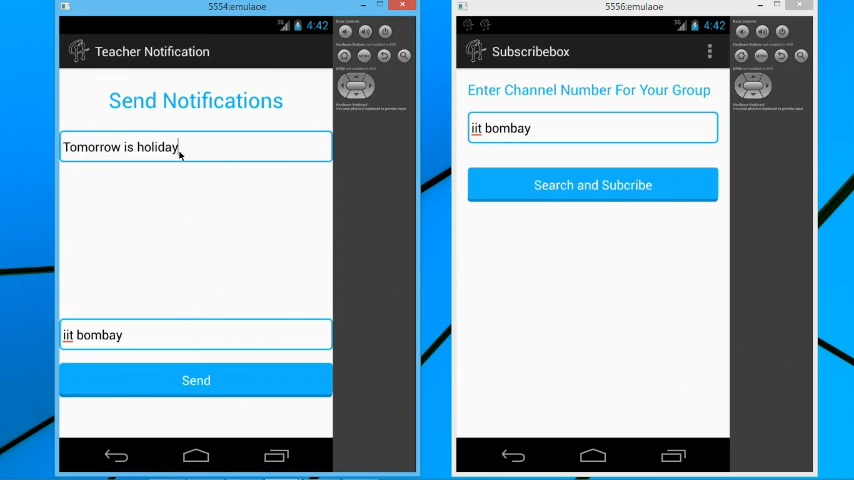 5554:emulaoe
4:42
Teacher Notification
Send Notifications
Tomorrow is holiday
iit bombay
Send
5556:emulaoe
4:42
Subscribebox
Enter Channel Number For Your Group
iit bombay
Search and Subcribe